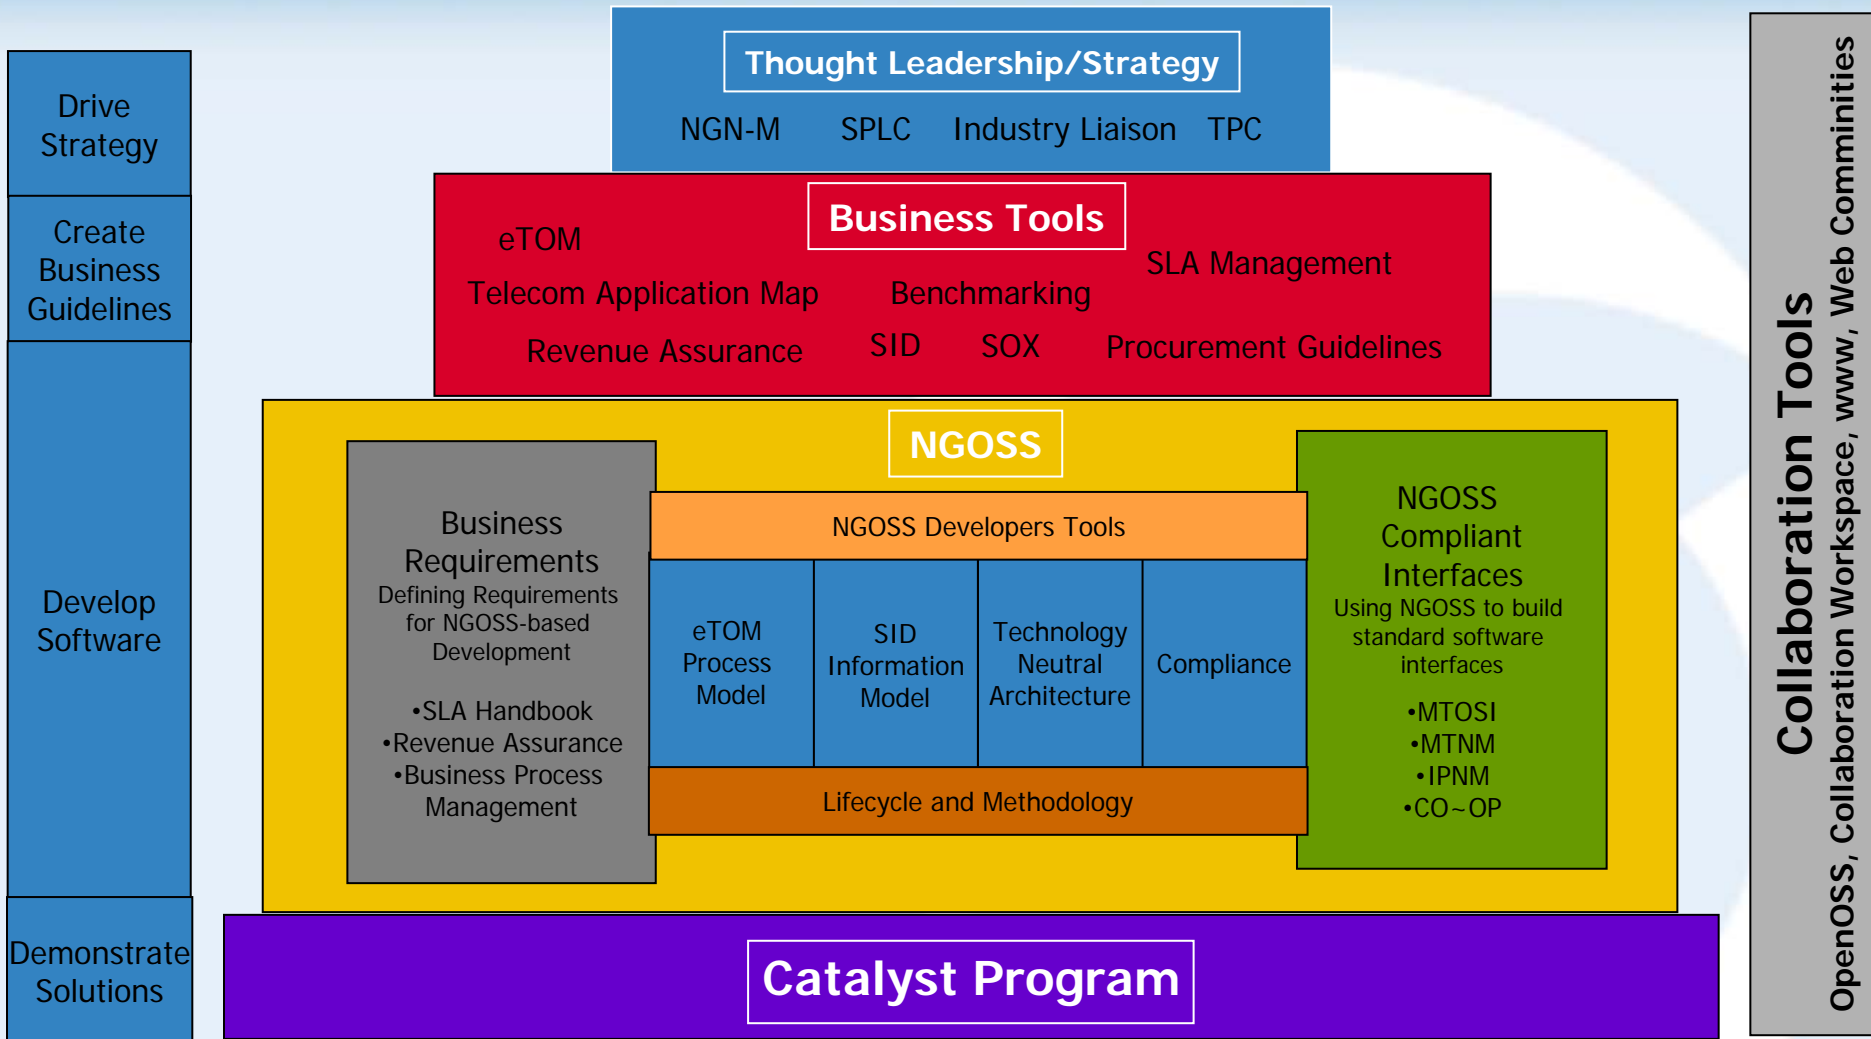 Drive
Strategy
Create
Business
Guidelines
Develop
Software
Demonstrate
Solutions
Thought Leadership/Strategy
NGN-M SPLC Industry Liaison TPC
Business Tools
eTOM
SLA Management
Telecom Application Map Benchmarking
Revenue Assurance SID SOX Procurement Guidelines
NGOSS
Business
Requirements
Defining Requirements
for NGOSS-based
Development
•SLA Handbook
•Revenue Assurance
•Business Process
Management
NGOSS Developers Tools
eTOM
Process
Model
SID
Information
Model
Technology
Neutral
Architecture
Compliance
Lifecycle and Methodology
NGOSS
Compliant
Interfaces
Using NGOSS to build
standard software
interfaces
•MTOSI
•MTNM
•IPNM
•CO~OP
Catalyst Program
Collaboration Tools
OpenOSS, Collaboration Workspace, www, Web Comminities